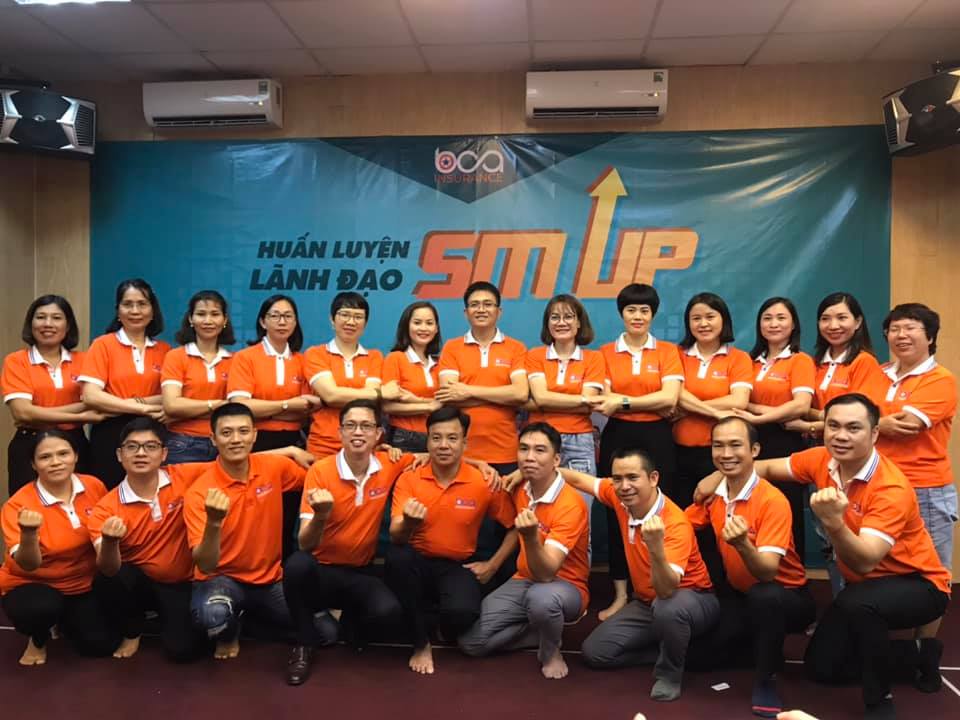 bca
INSURANCE
HUẤN LUYỆN
LÃNH ĐẠO
SM UP